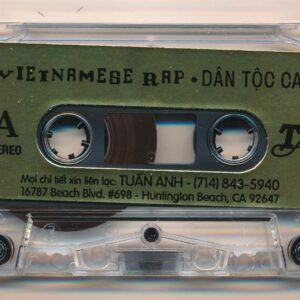 VIETNAMESE RAP • DÂN TỘC CA
A
EREO
Mọi chi tiết xin liên lạc: TUẤN ANH - (714) 843-5940
16787 Beach Blvd. #698 - Huntington Beach, CA 92647